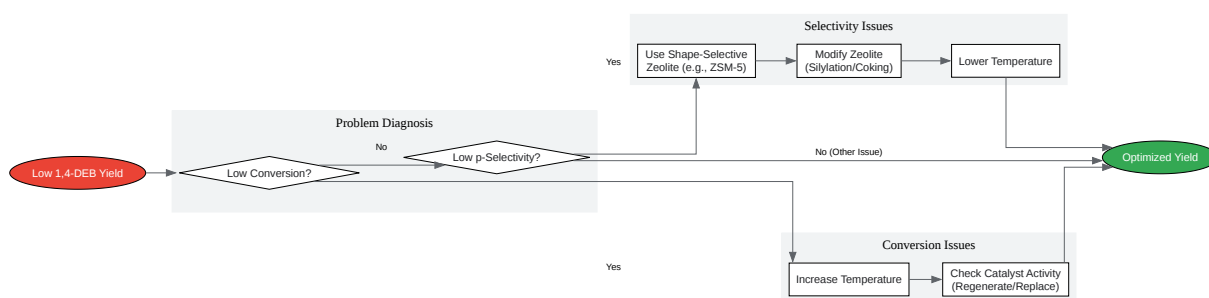 Selectivity Issues
Yes
Use Shape-Selective
Zeolite (e.g., ZSM-5)
Modify Zeolite
(Silylation/Coking)
Lower Temperature
Problem Diagnosis
No
Low 1,4-DEB Yield
Low Conversion?
Low p-Selectivity?
No (Other Issue)
Optimized Yield
Conversion Issues
Yes
Increase Temperature
Check Catalyst Activity
(Regenerate/Replace)